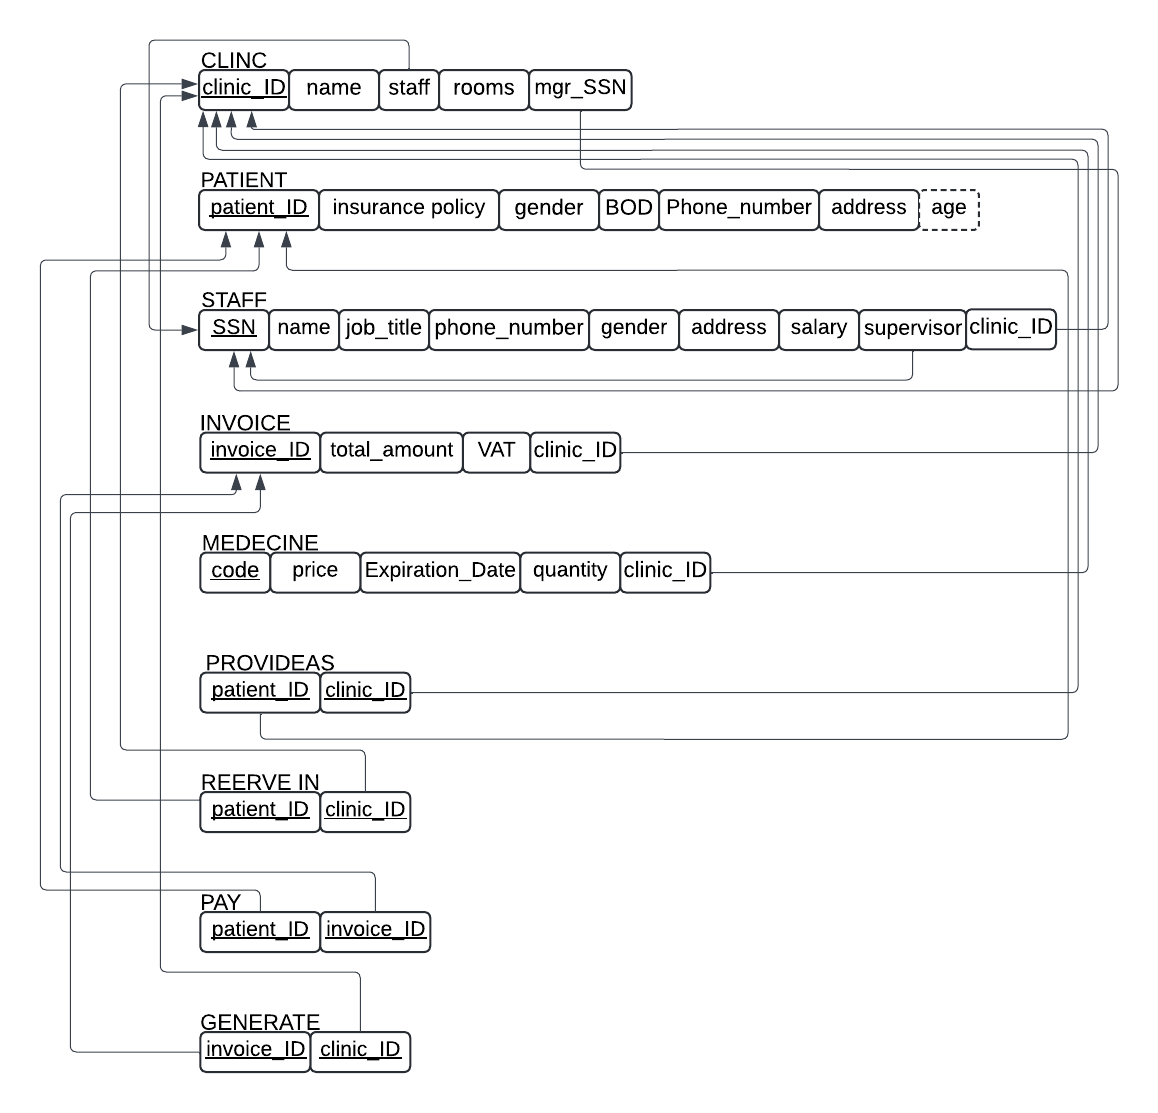 CLINC
clinic_ID name staff rooms mgr_SSN
PATIENT
patient_ID insurance policy gender BOD Phone_number address age
STAFF
SSN name job_title phone_number gender address salary supervisor clinic_ID
INVOICE
invoice_ID total_amount VAT clinic_ID
MEDECINE
code price Expiration_Date quantity clinic_ID
PROVIDEAS
patient_ID clinic_ID
REERVE IN
patient_ID clinic_ID
PAY
patient_ID invoice_ID
GENERATE
invoice_ID clinic_ID